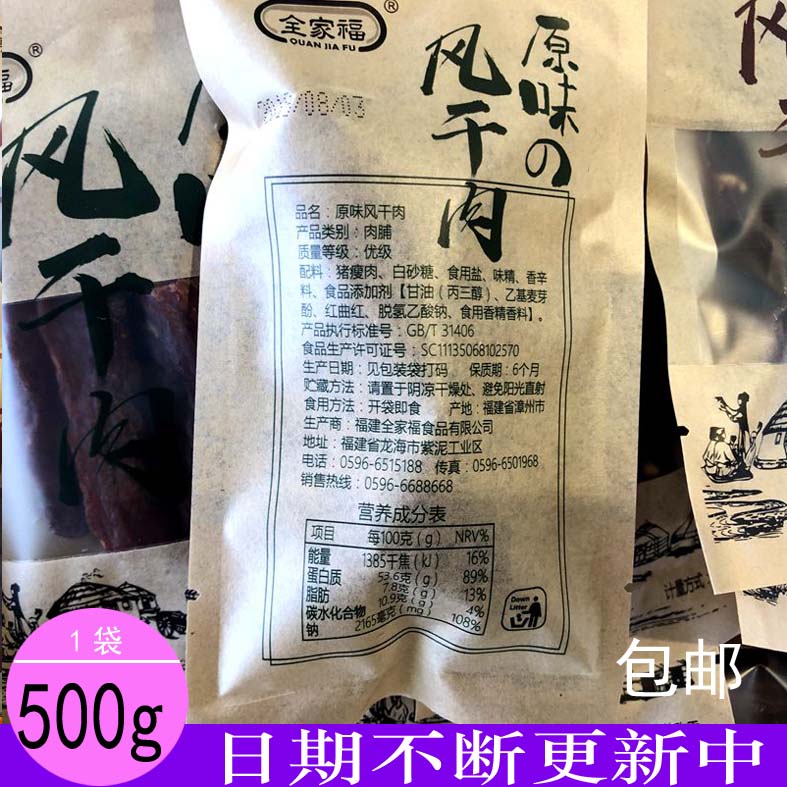 全家福
®
QUAN JIA FU
原味の
风干肉
/08/03
品名：原味风干肉
产品类别：肉脯
质量等级：优级
配料：猪瘦肉、白砂糖、食用盐、味精、香辛
料、食品添加剂【甘油（丙三醇）、乙基麦芽
酚、红曲红、脱氢乙酸钠、食用香精香料】。
产品执行标准号：GB/T 31406
食品生产许可证号：SC11135068102570
生产日期：见包装袋打码 保质期：6个月
贮藏方法：请置于阴凉干燥处、避免阳光直射
食用方法：开袋即食 产地：福建省漳州市
生产商：福建全家福食品有限公司
地址：福建省龙海市紫泥工业区
电话：0596-6515188 传真：0596-6501968
销售热线：0596-6688668
营养成分表
项目 每100克（g） NRV%
能量 1385千焦（kJ） 16%
蛋白质 53.6克（g） 89%
脂肪 7.8克（g） 13%
碳水化合物 10.9克（g） 4%
钠 2165毫克（mg） 108%
Down
Litter
福
®
风干肉
风
计量方式
1袋
500g
包邮
日期不断更新中